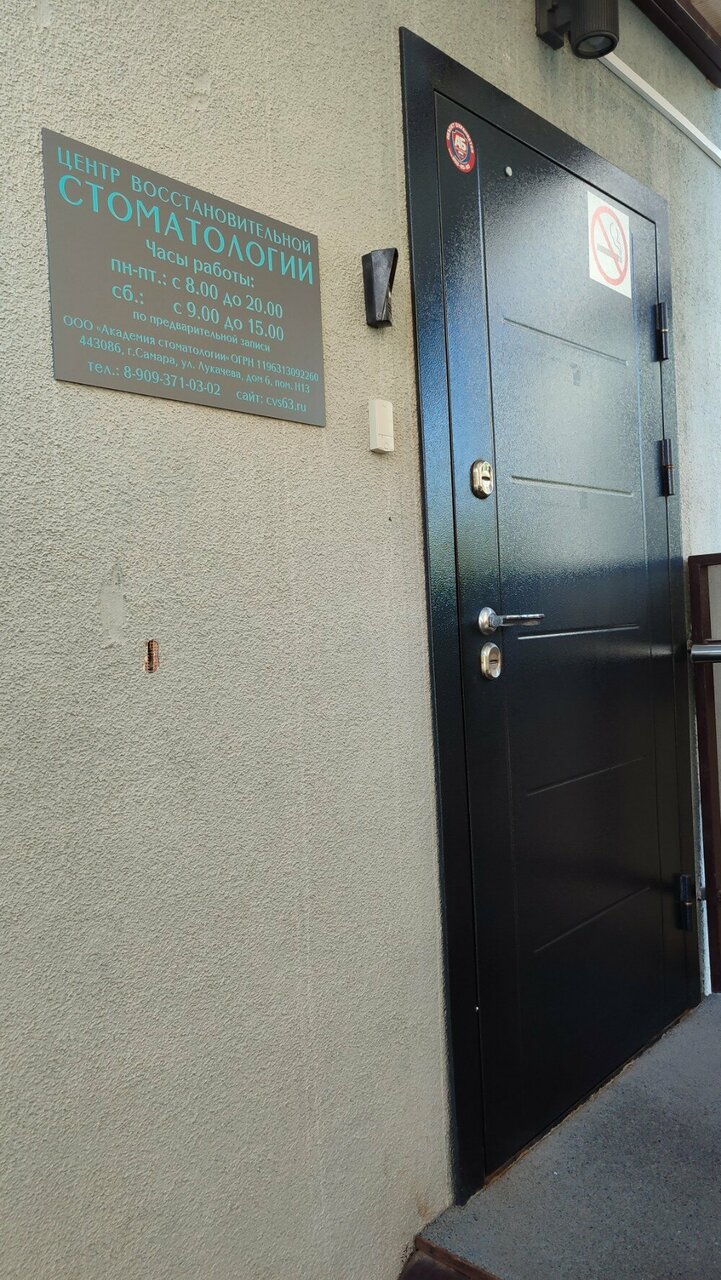 ЦЕНТР ВОССТАНОВИТЕЛЬНОЙ
СТОМАТОЛОГИИ
Часы работы:
пн-пт.: с 8.00 до 20.00
сб.: с 9.00 до 15.00
по предварительной записи
ООО «Академия стоматологии» ОГРН 1196313092260
443086, г.Самара, ул. Лукачева, дом 6, пом. Н13
тел.: 8-909-371-03-02 сайт: cvs63.ru